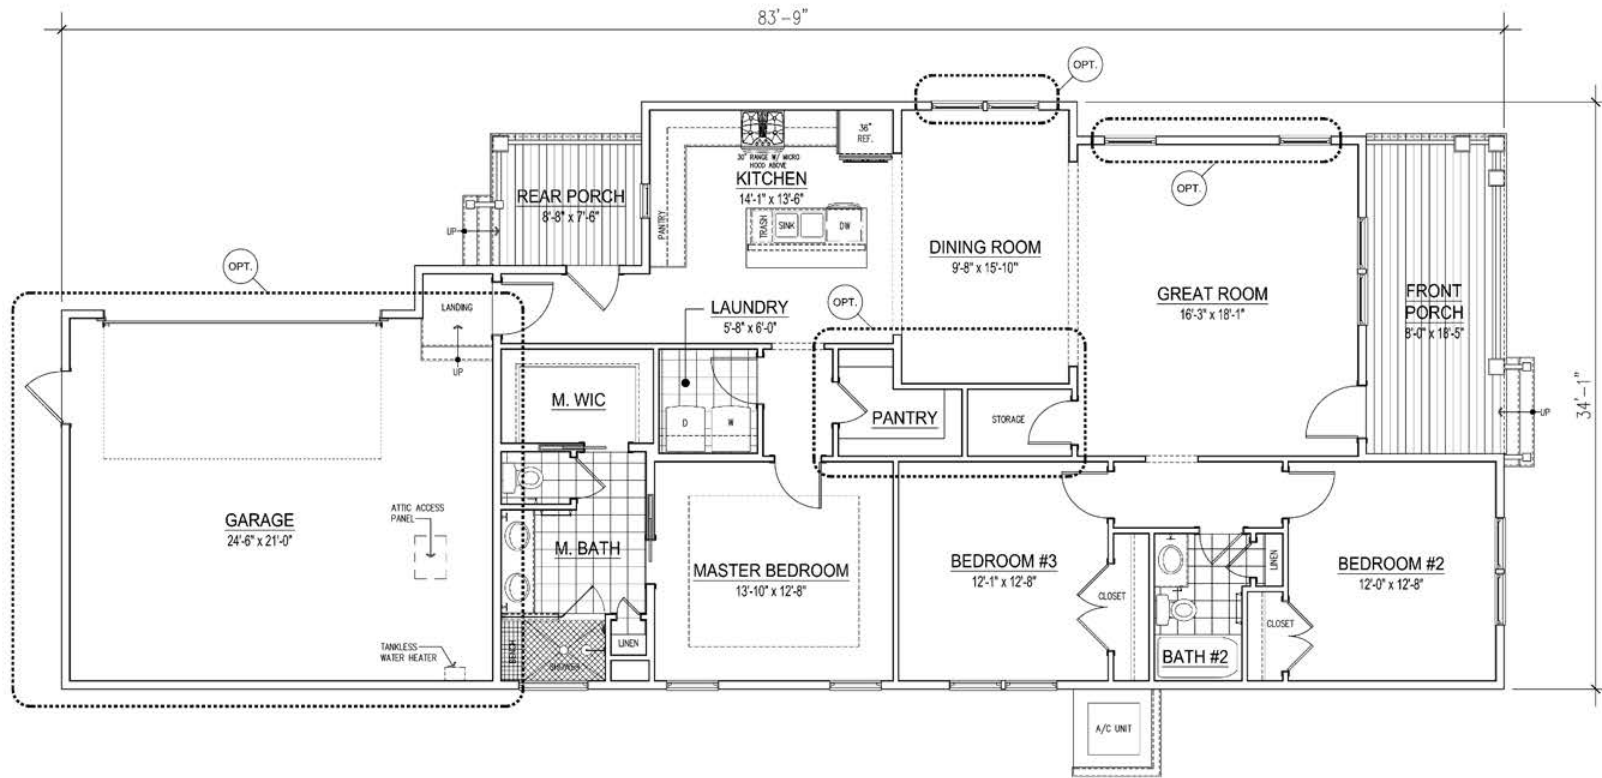 83'-9"
OPT.
36"
REF.
30" RANGE W/ MICRO
HOOD ABOVE
KITCHEN
14'-1" x 13'-6"
REAR PORCH
8'-8" x 7'-6"
OPT.
PANTRY
TRASH
SINK
DW
UP
DINING ROOM
9'-8" x 15'-10"
OPT.
GREAT ROOM
16'-3" x 18'-1"
FRONT
PORCH
8'-0" x 18'-5"
LANDING
UP
LAUNDRY
5'-8" x 6'-0"
OPT.
34'-1"
M. WIC
D
W
PANTRY
STORAGE
UP
ATTIC ACCESS
PANEL
GARAGE
24'-6" x 21'-0"
M. BATH
MASTER BEDROOM
13'-10" x 12'-8"
BEDROOM #3
12'-1" x 12'-8"
LINEN
BEDROOM #2
12'-0" x 12'-8"
CLOSET
CLOSET
TANKLESS
WATER HEATER
BENCH
SHOWER
LINEN
BATH #2
A/C UNIT